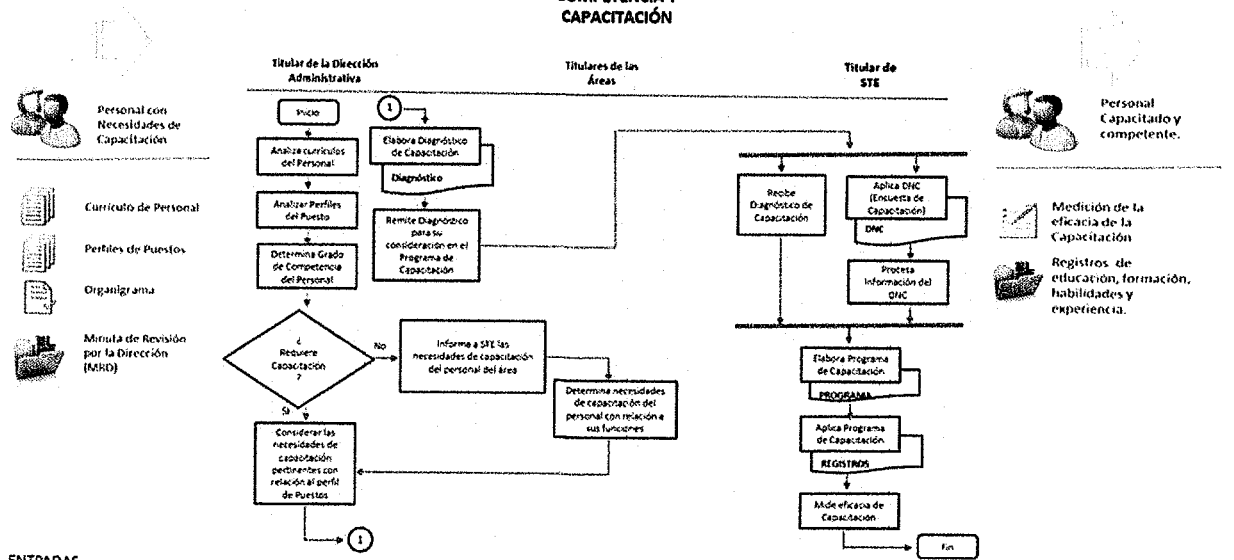 CAPACITACIÓN
Titular de la Dirección
Administrativa
Titulares de las
Áreas
Titular de
STE
Personal con
Necesidades de
Capacitación
Currículo de Personal
Perfiles de Puestos
Organigrama
Minuta de Revisión
por la Dirección
(MRD)
Inicio
Analiza currículos
del Personal
Analizar Perfiles
del Puesto
Determina Grado
de Competencia
del Personal
¿
Requiere
Capacitación
?
No
SI
Considerar las
necesidades de
capacitación
pertinentes con
relación al perfil
de Puestos
1
1
Elabora Diagnóstico
de Capacitación
Diagnóstico
Remite Diagnóstico
para su
consideración en el
Programa de
Capacitación
Informa a STE las
necesidades de capacitación
del personal del área
Determina necesidades
de capacitación del
personal con relación a
sus funciones
Recibe
Diagnóstico de
Capacitación
Aplica DNC
(Encuesta de
Capacitación)
DNC
Procesa
Información del
DNC
Elabora Programa
de Capacitación
PROGRAMA
Aplica Programa
de Capacitación
REGISTROS
Mide eficacia de
Capacitación
Fin
Personal
Capacitado y
competente.
Medición de la
eficacia de la
Capacitación
Registros de
educación, formación,
habilidades y
experiencia.
ENTRADAS